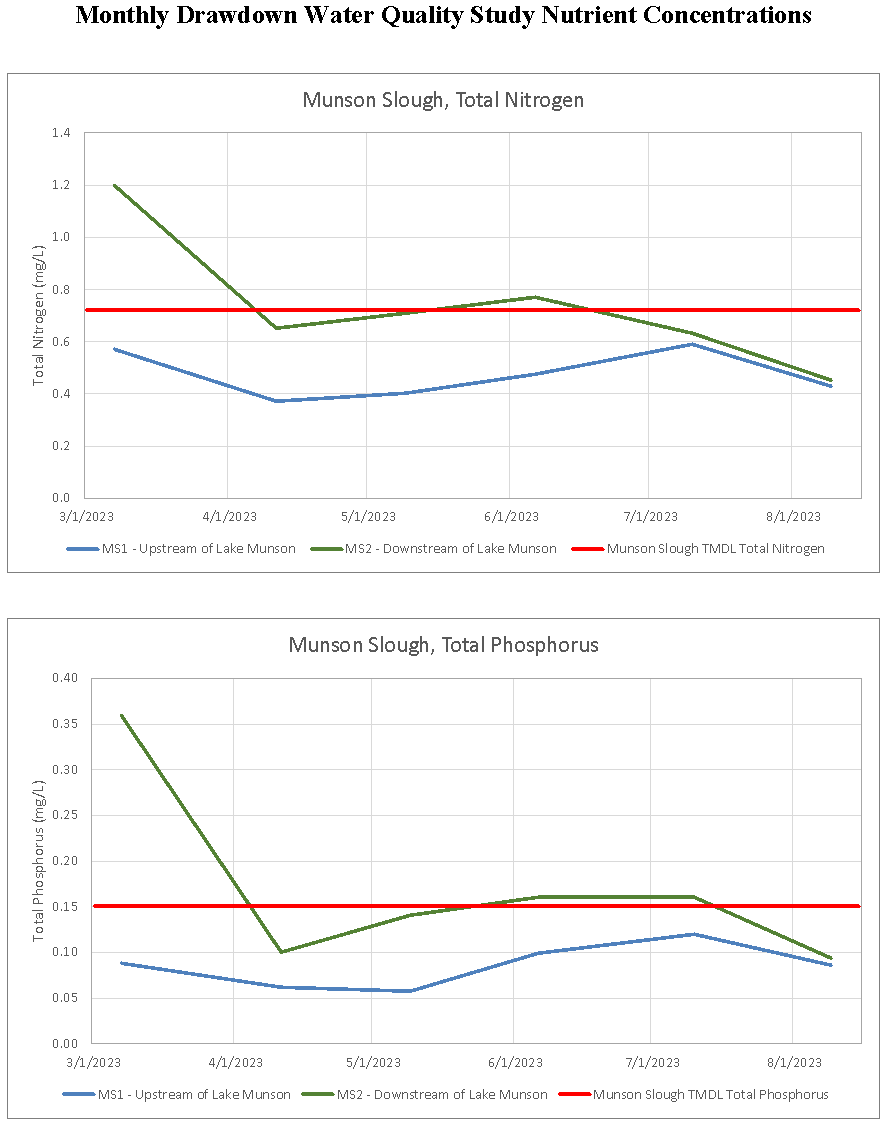 Monthly Drawdown Water Quality Study Nutrient Concentrations
Munson Slough, Total Nitrogen
Total Nitrogen (mg/L)
1.4
1.2
1.0
0.8
0.6
0.4
0.2
0.0
3/1/2023 4/1/2023 5/1/2023 6/1/2023 7/1/2023 8/1/2023
MS1 - Upstream of Lake Munson MS2 - Downstream of Lake Munson Munson Slough TMDL Total Nitrogen
Munson Slough, Total Phosphorus
Total Phosphorus (mg/L)
0.40
0.35
0.30
0.25
0.20
0.15
0.10
0.05
0.00
3/1/2023 4/1/2023 5/1/2023 6/1/2023 7/1/2023 8/1/2023
MS1 - Upstream of Lake Munson MS2 - Downstream of Lake Munson Munson Slough TMDL Total Phosphorus